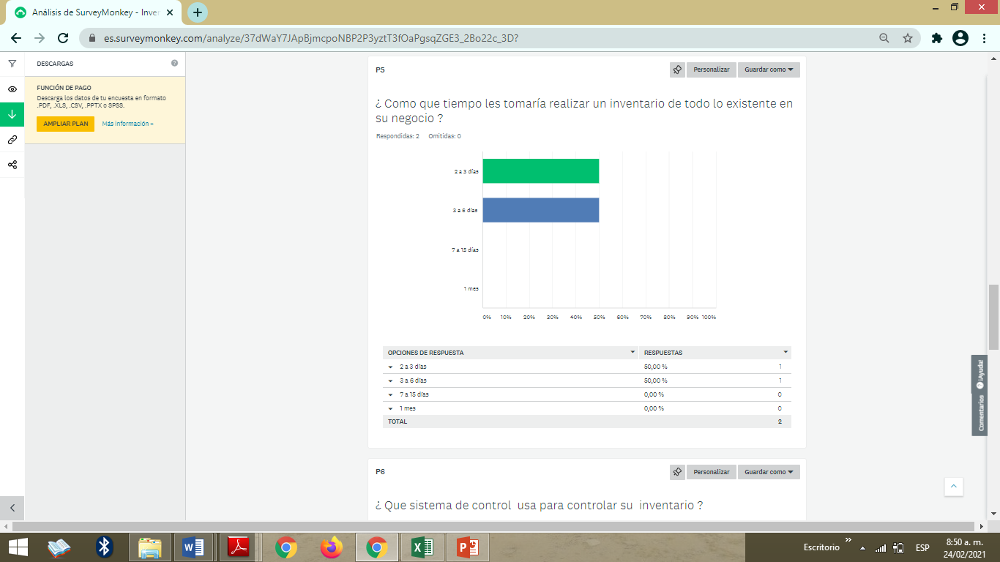 Análisis de SurveyMonkey - Inver
es.surveymonkey.com/analyze/37dWaY7JApBjmcpoNBP2P3yztT3fOaPgsqZGE3_2Bo22c_3D?
DESCARGAS
FUNCIÓN DE PAGO
Descarga los datos de tu encuesta en formato
.PDF, .XLS, .CSV, .PPTX o SPSS.
AMPLIAR PLAN Más información »
P5
Personalizar Guardar como
¿ Como que tiempo les tomaría realizar un inventario de todo lo existente en
su negocio ?
Respondidas: 2 Omitidas: 0
2 a 3 días
3 a 6 días
7 a 15 días
1 mes
0% 10% 20% 30% 40% 50% 60% 70% 80% 90% 100%
OPCIONES DE RESPUESTA RESPUESTAS
2 a 3 días 50,00 % 1
3 a 6 días 50,00 % 1
7 a 15 días 0,00 % 0
1 mes 0,00 % 0
TOTAL 2
P6
Personalizar Guardar como
¿ Que sistema de control usa para controlar su inventario ?
Comentarios ¡Ayuda!
Escritorio
ESP
8:50 a. m.
24/02/2021